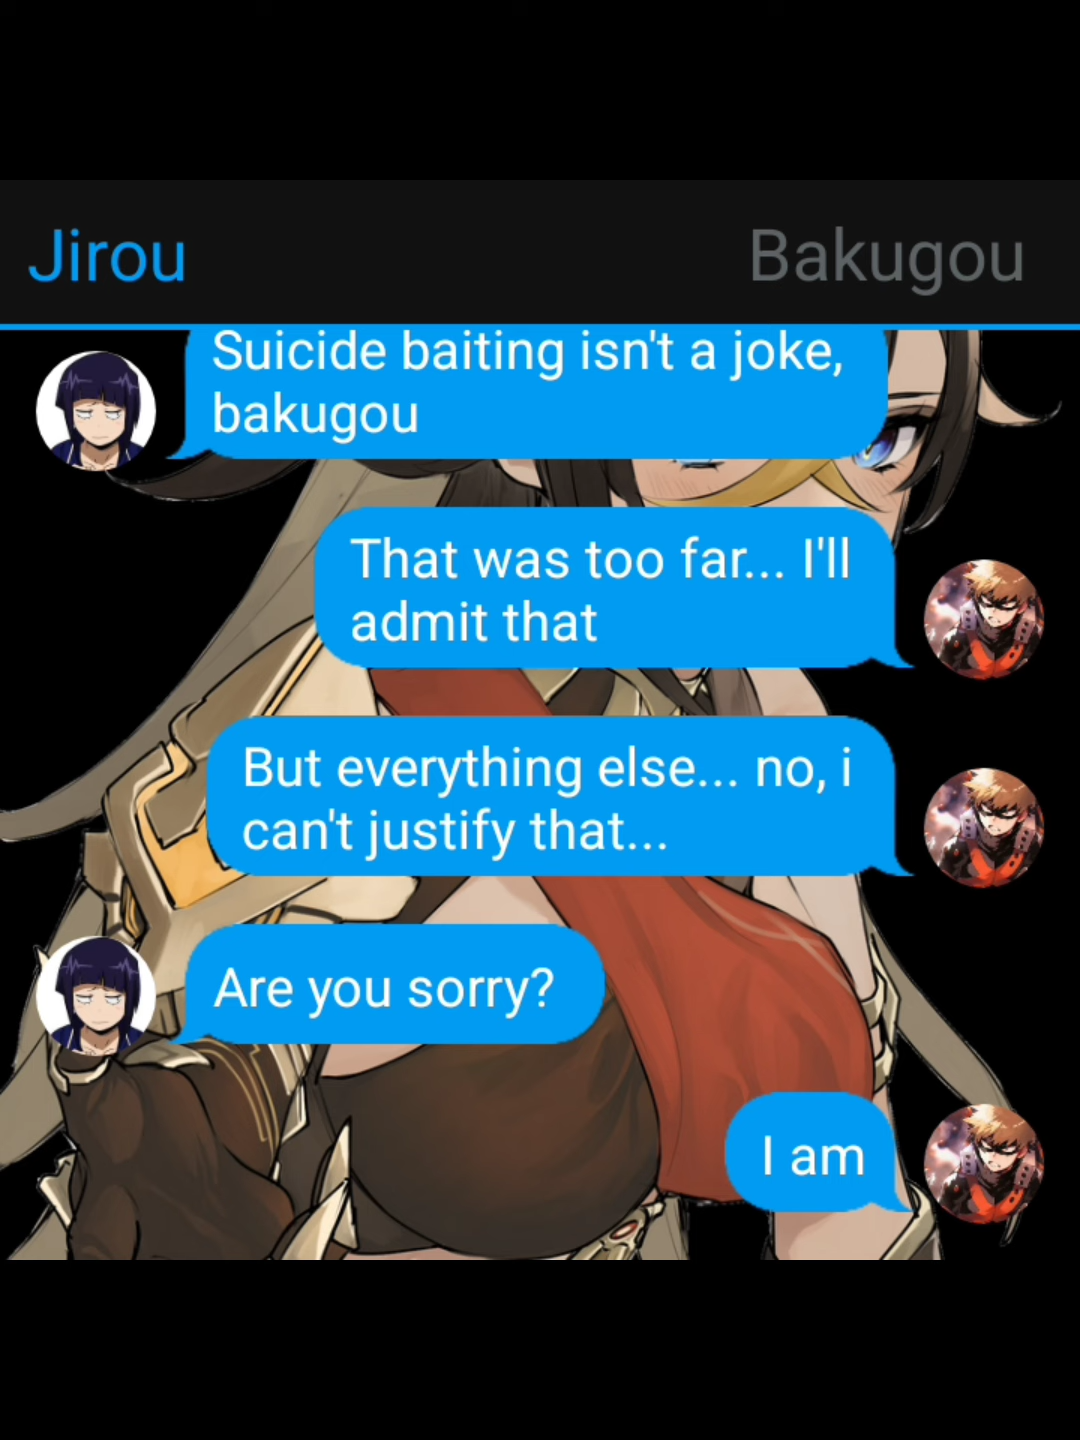 Jirou Bakugou
Suicide baiting isn't a joke,
bakugou
That was too far... I'll
admit that
But everything else... no, i
can't justify that...
Are you sorry?
I am